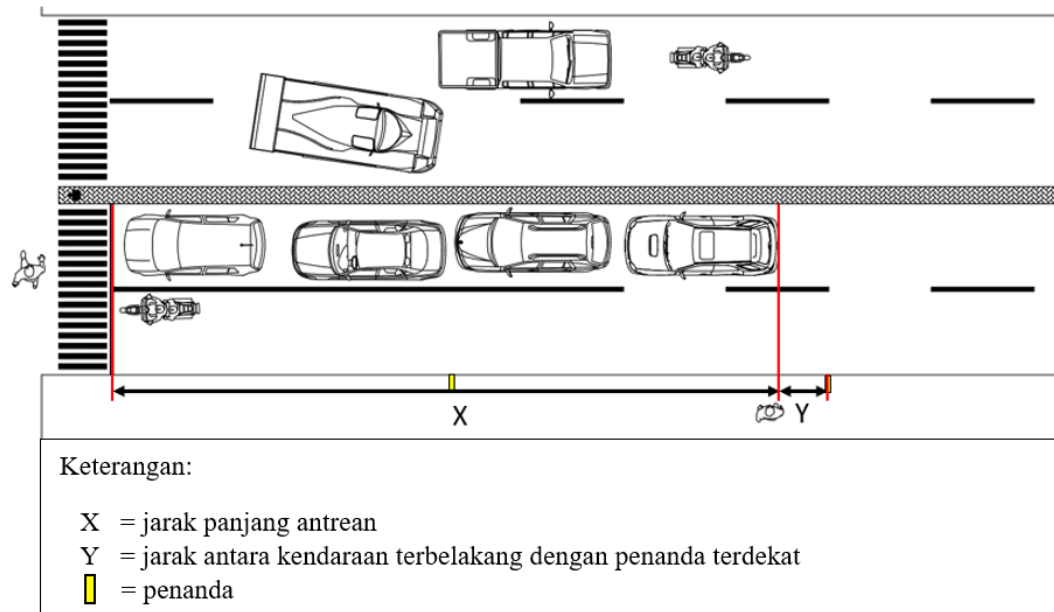 X
Y
Keterangan:
X = jarak panjang antrean
Y = jarak antara kendaraan terbelakang dengan penanda terdekat
= penanda